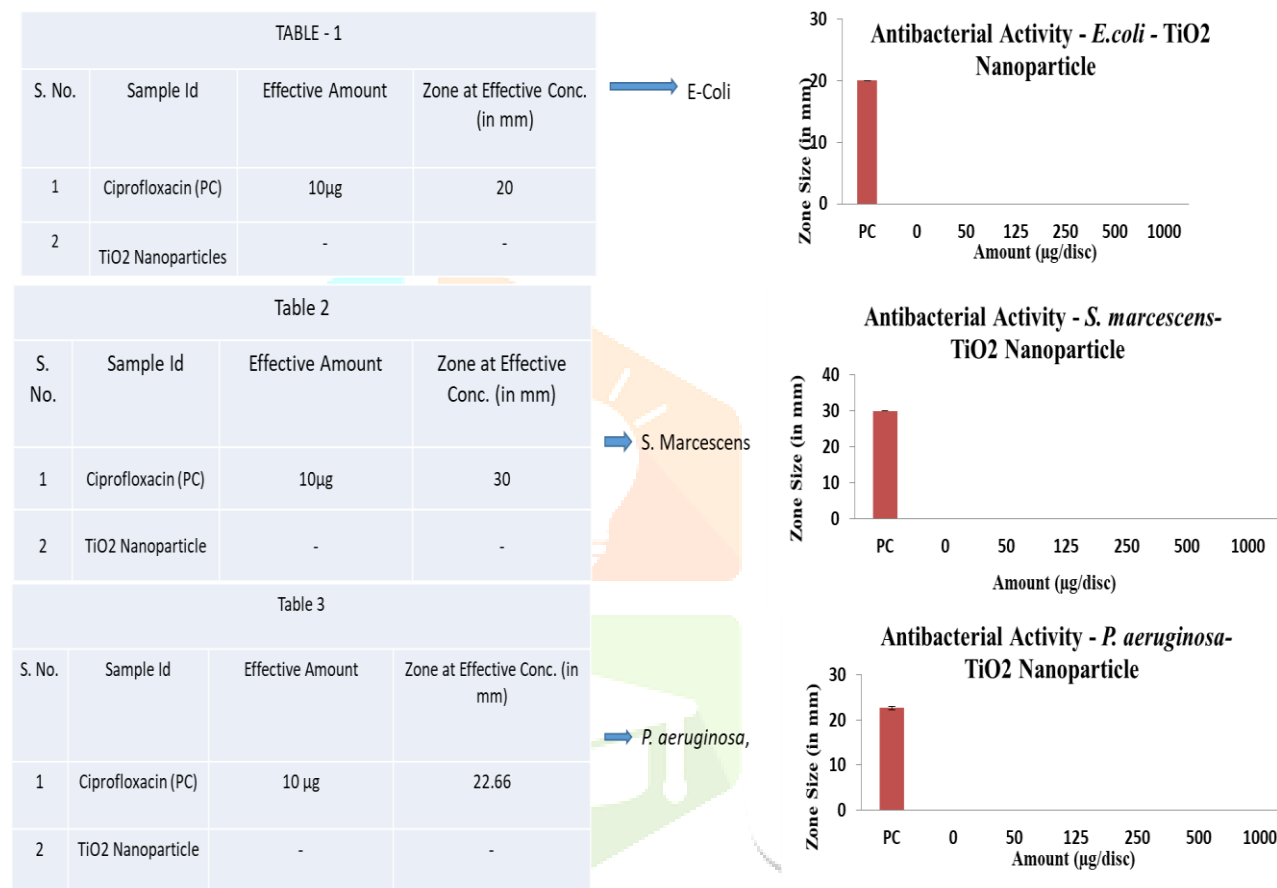 TABLE - 1
S. No. Sample Id Effective Amount Zone at Effective Conc.
(in mm)
1 Ciprofloxacin (PC) 10µg 20
2 TiO2 Nanoparticles - -
E-Coli
Antibacterial Activity - E.coli - TiO2
Nanoparticle
Zone Size (in mm)
30
20
10
0
PC 0 50 125 250 500 1000
Amount (µg/disc)
Table 2
S.
No.
Sample Id Effective Amount Zone at Effective
Conc. (in mm)
1 Ciprofloxacin (PC) 10µg 30
2 TiO2 Nanoparticle - -
S. Marcescens
Antibacterial Activity - S. marcescens-
TiO2 Nanoparticle
Zone Size (in mm)
40
30
20
10
0
PC 0 50 125 250 500 1000
Amount (µg/disc)
Table 3
S. No. Sample Id Effective Amount Zone at Effective Conc. (in
mm)
1 Ciprofloxacin (PC) 10 µg 22.66
2 TiO2 Nanoparticle - -
P. aeruginosa,
Antibacterial Activity - P. aeruginosa-
TiO2 Nanoparticle
Zone Size (in mm)
30
20
10
0
PC 0 50 125 250 500 1000
Amount (µg/disc)